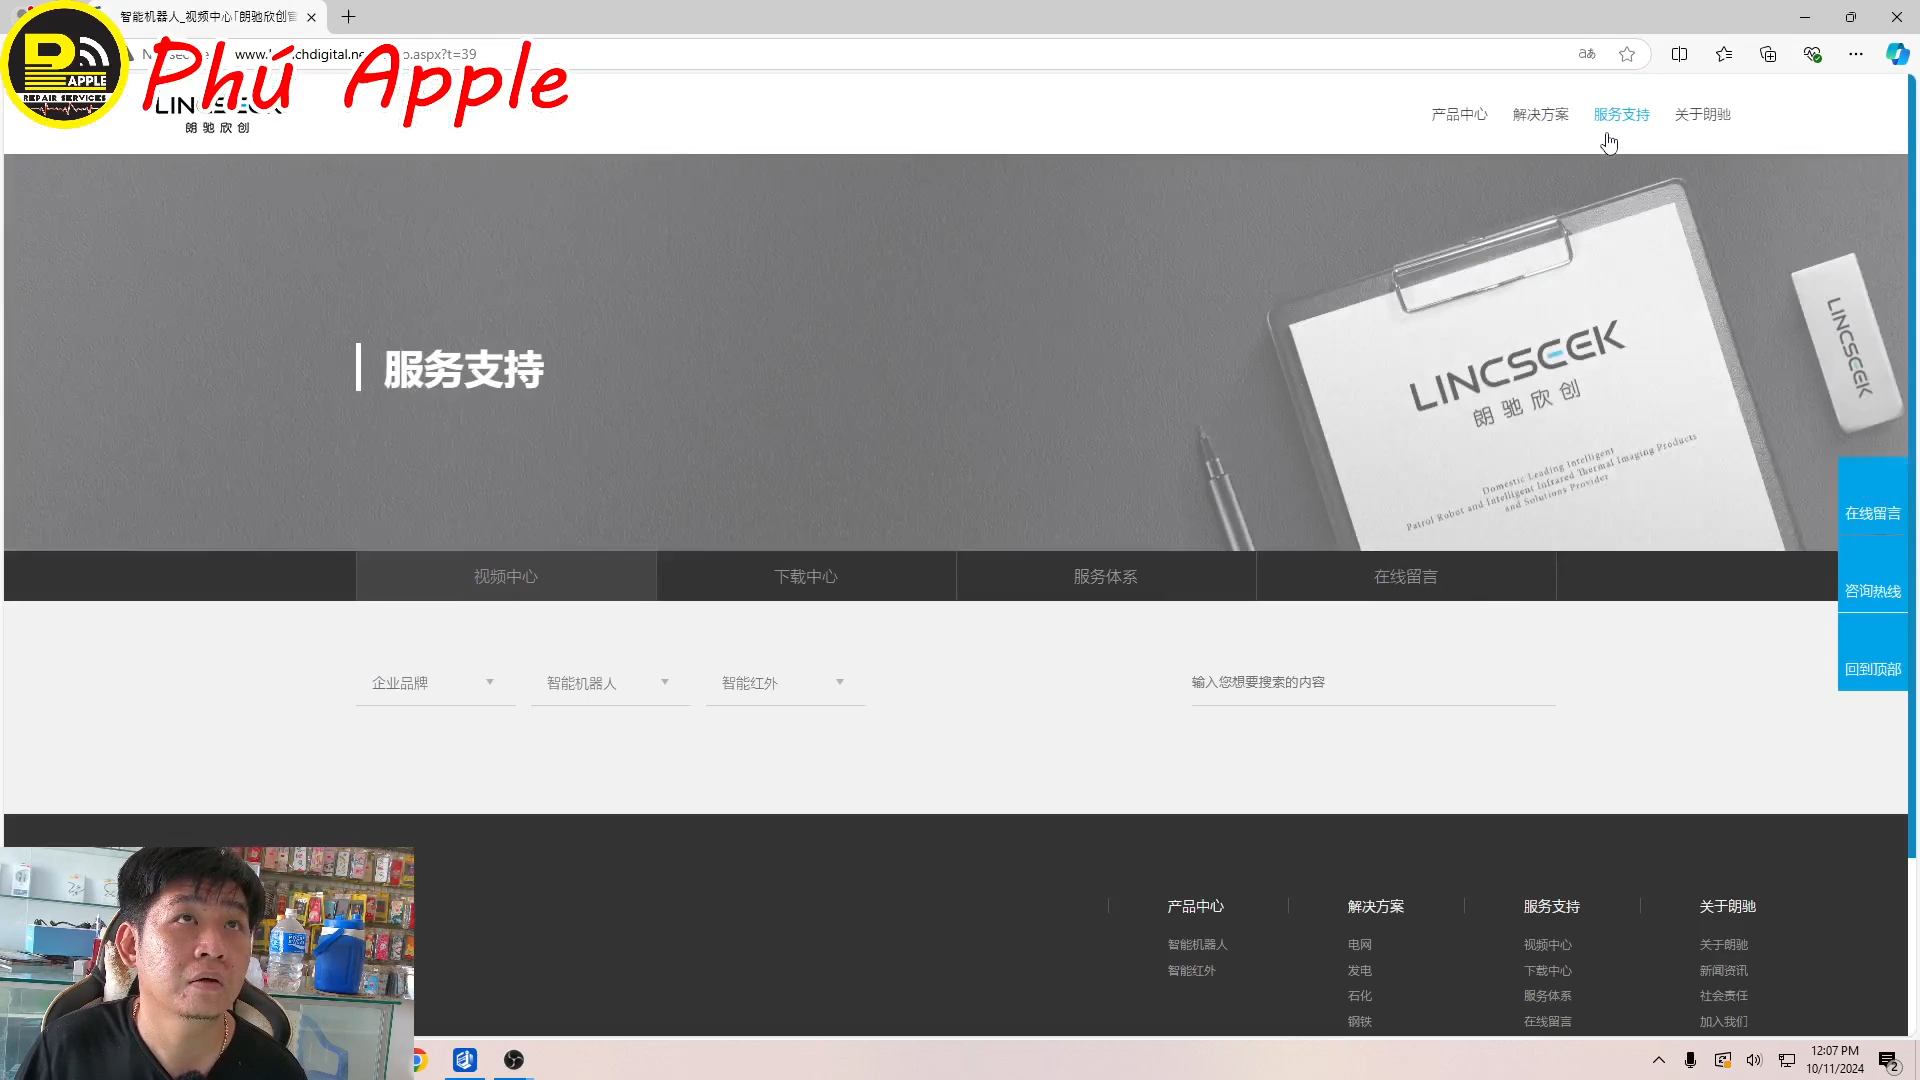 智能机器人_视频中心「朗驰欣创官
www.
aspx?t=39
Phú Apple
P
APPLE
REPAIR SERVICES
LINCSEEK
朗驰欣创
产品中心
解决方案
服务支持
关于朗驰
服务支持
LINCSEEK
朗驰欣创
Domestic Leading Intelligent
Patrol Robot and Intelligent Infrared Thermal Imaging Products
and Solutions Provider
LINCSEEK
视频中心
下载中心
服务体系
在线留言
在线留言
咨询热线
回到顶部
企业品牌
智能机器人
智能红外
输入您想要搜索的内容
产品中心
智能机器人
智能红外
解决方案
电网
发电
石化
钢铁
服务支持
视频中心
下载中心
服务体系
在线留言
关于朗驰
关于朗驰
新闻资讯
社会责任
加入我们
12:07 PM
10/11/2024
2